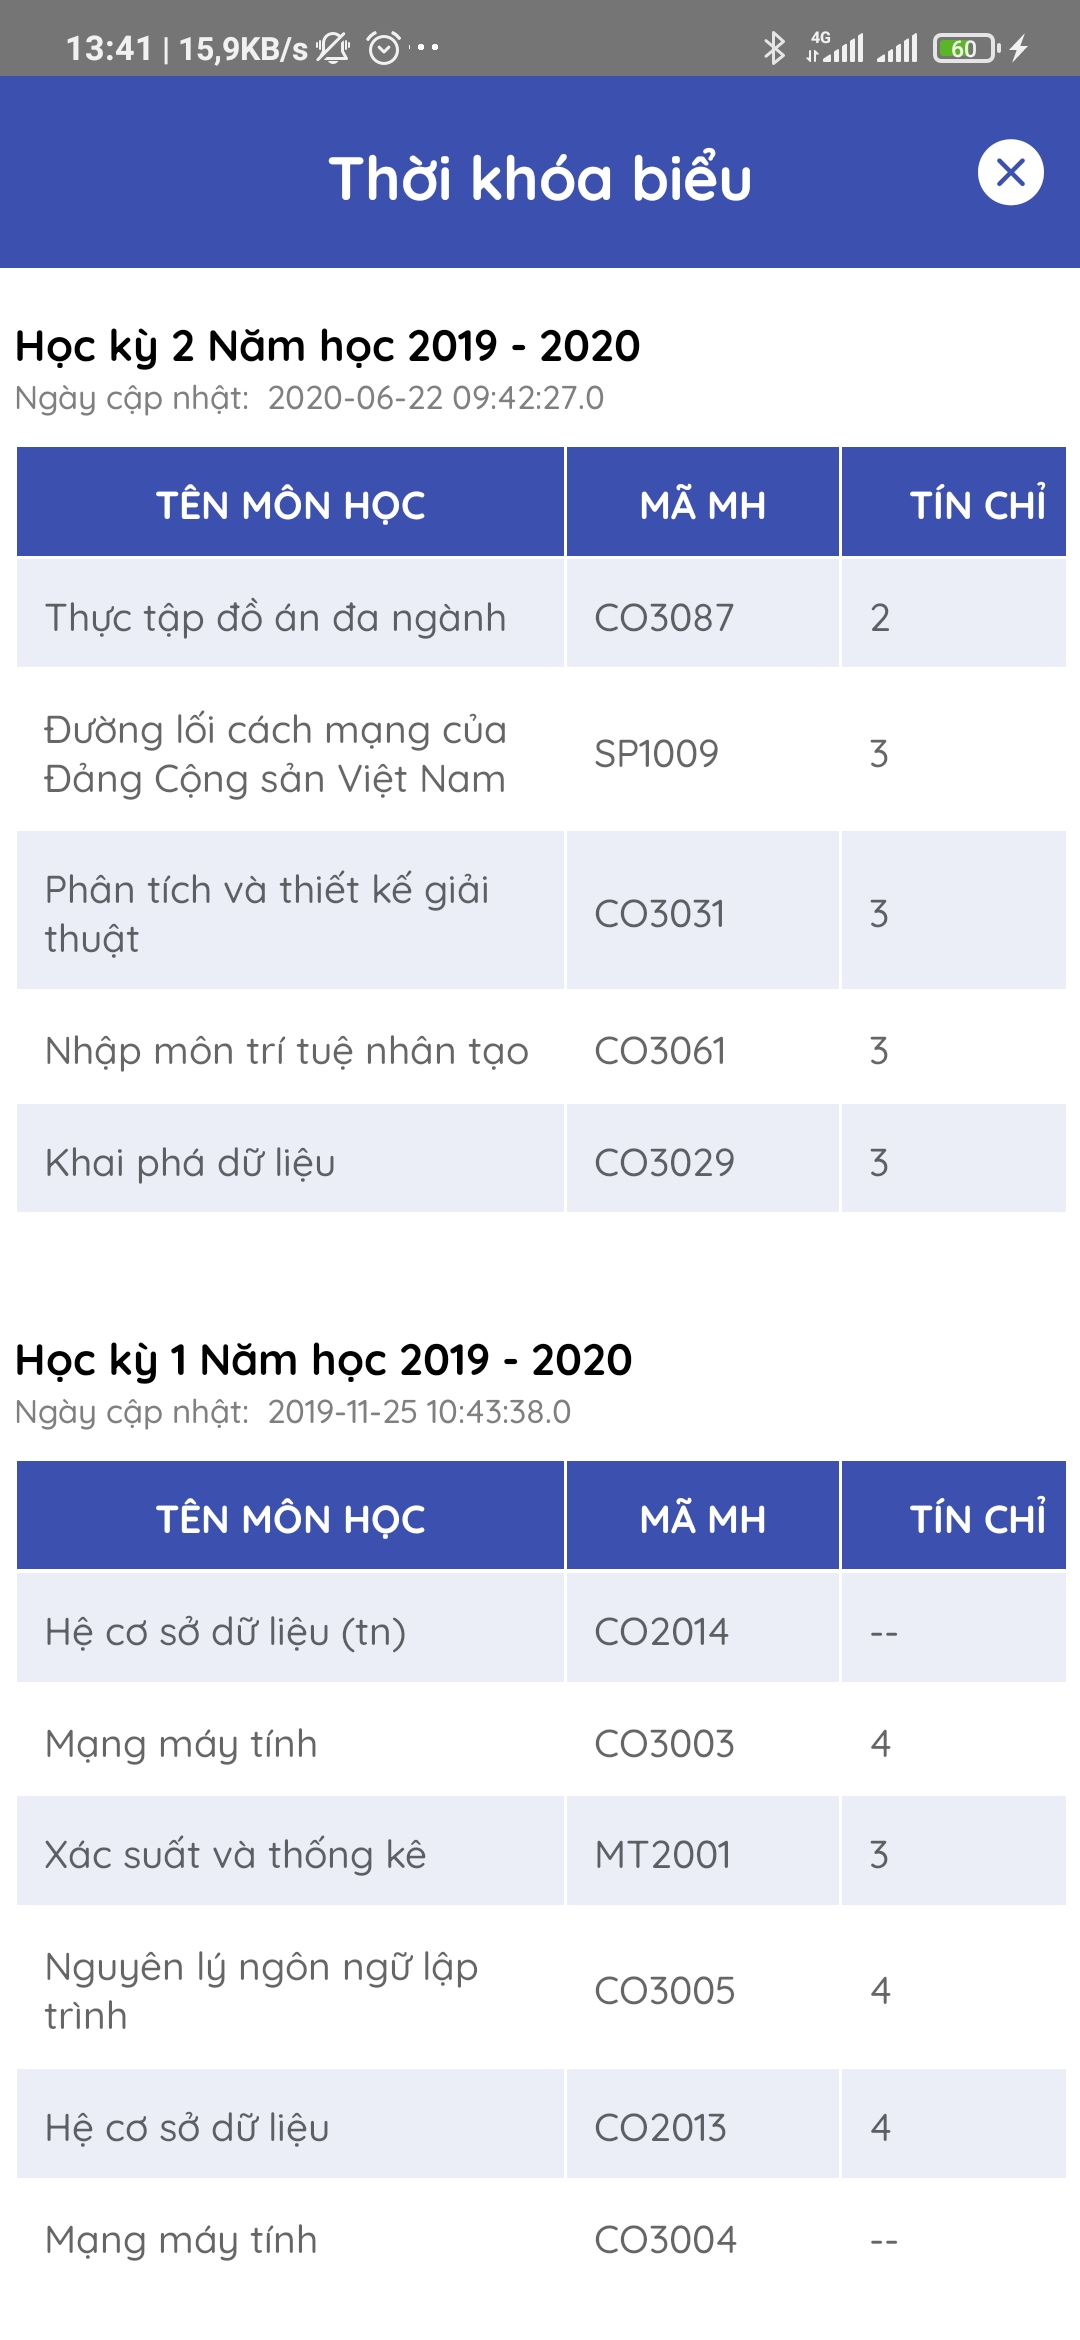 13:41 | 15,9KB/s
4G
60
Thời khóa biểu
Học kỳ 2 Năm học 2019 - 2020
Ngày cập nhật: 2020-06-22 09:42:27.0
TÊN MÔN HỌC MÃ MH TÍN CHỈ
Thực tập đồ án đa ngành CO3087 2
Đường lối cách mạng của
Đảng Cộng sản Việt Nam SP1009 3
Phân tích và thiết kế giải
thuật CO3031 3
Nhập môn trí tuệ nhân tạo CO3061 3
Khai phá dữ liệu CO3029 3
Học kỳ 1 Năm học 2019 - 2020
Ngày cập nhật: 2019-11-25 10:43:38.0
TÊN MÔN HỌC MÃ MH TÍN CHỈ
Hệ cơ sở dữ liệu (tn) CO2014 --
Mạng máy tính CO3003 4
Xác suất và thống kê MT2001 3
Nguyên lý ngôn ngữ lập
trình CO3005 4
Hệ cơ sở dữ liệu CO2013 4
Mạng máy tính CO3004 --